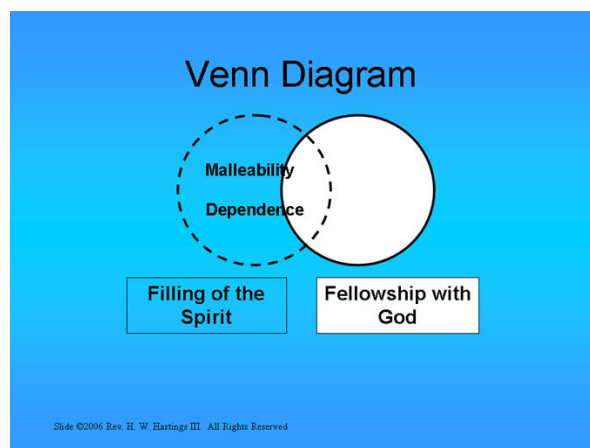 Venn Diagram
Malleability
Dependence
Filling of the
Spirit
Fellowship with
God
Slide ©2006 Rev. H. W. Hastings III. All Rights Reserved